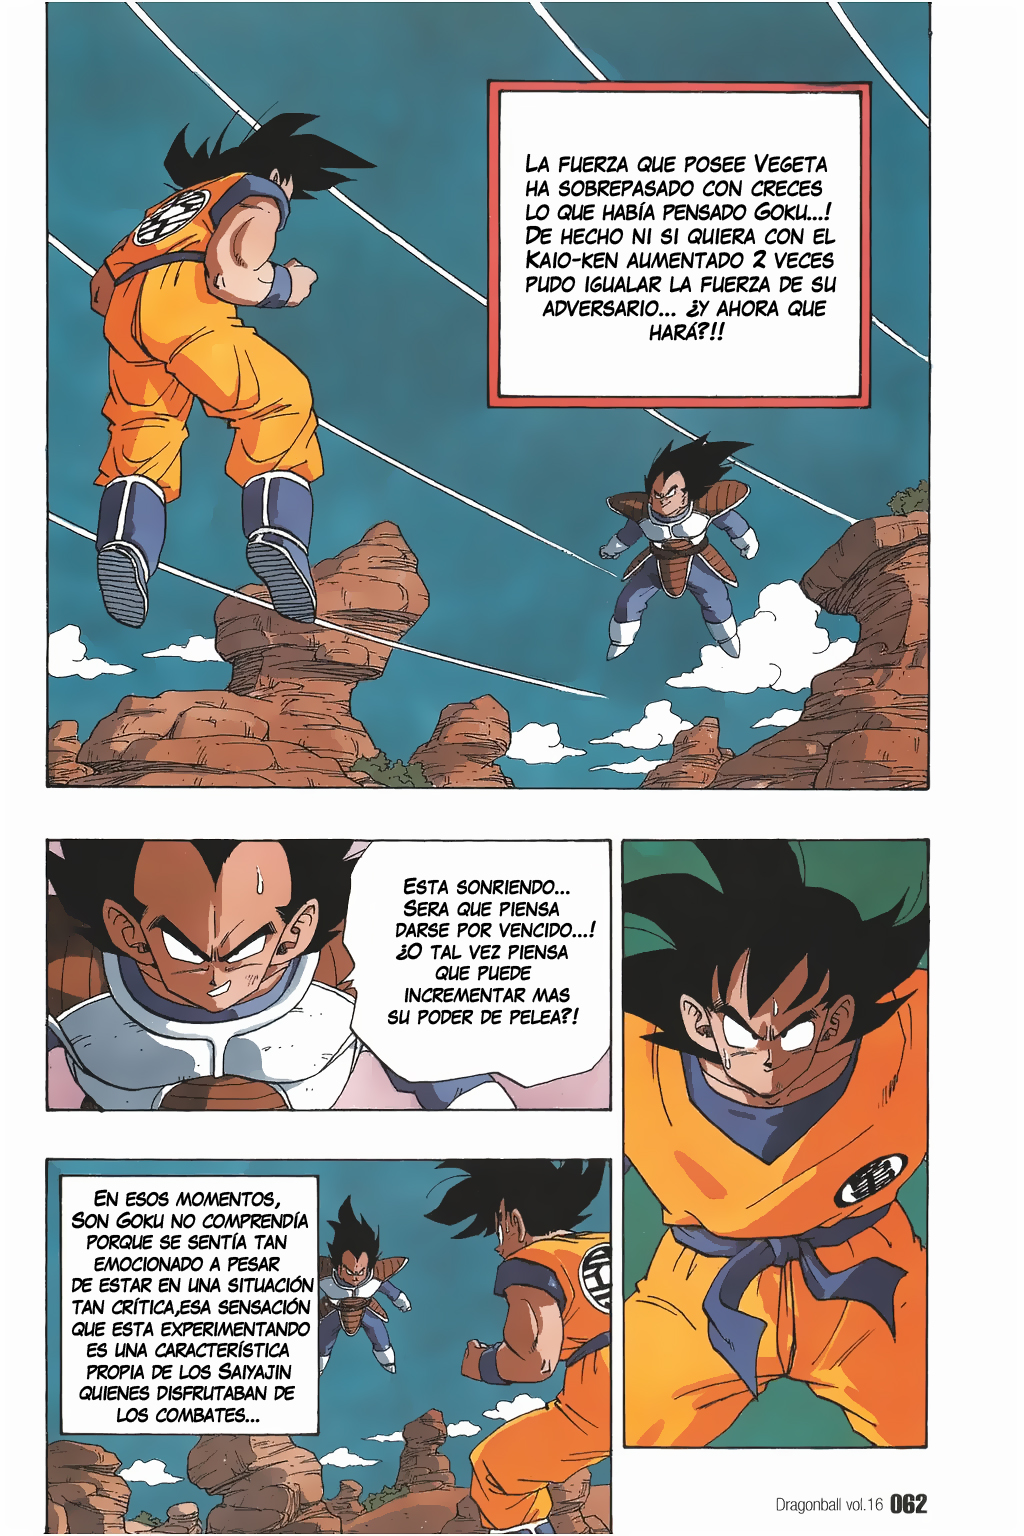 La fuerza que posee Vegeta
ha sobrepasado con creces
lo que había pensado Goku...!
De hecho ni si quiera con el
Kaio-ken aumentado 2 veces
pudo igualar la fuerza de su
adversario... ¿y ahora que
hará?!!
Esta sonriendo...
Sera que piensa
darse por vencido...!
¿O tal vez piensa
que puede
incrementar mas
su poder de pelea?!
En esos momentos,
Son Goku no comprendía
porque se sentía tan
emocionado a pesar
de estar en una situación
tan crítica,esa sensación
que esta experimentando
es una característica
propia de los Saiyajin
quienes disfrutaban de
los combates...
Dragonball vol.16 062